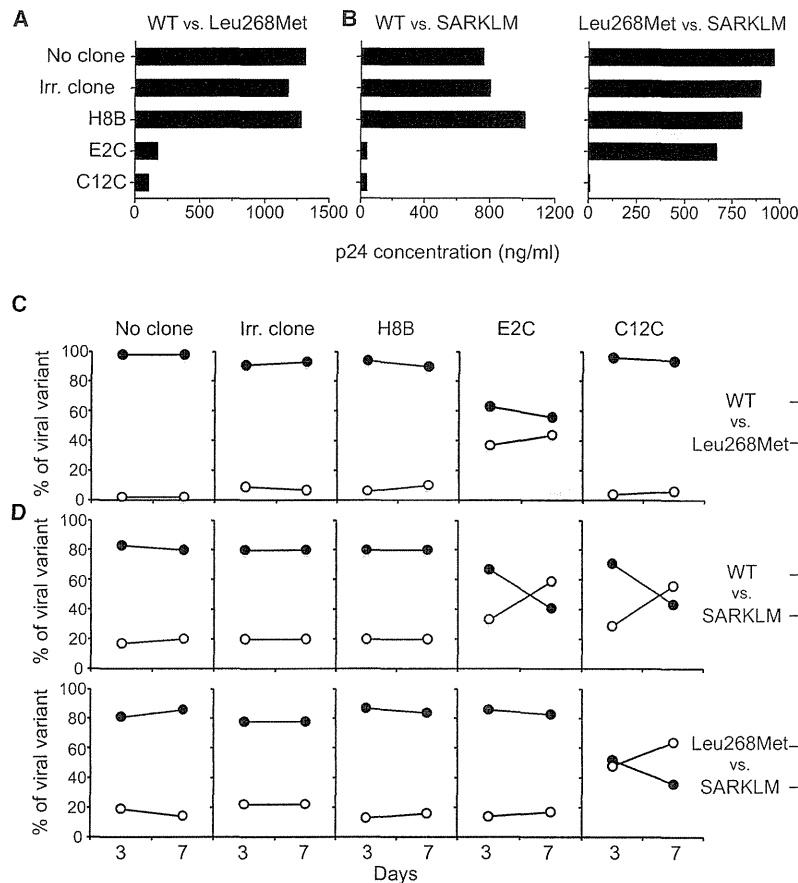 A WT vs. Leu268Met
B WT vs. SARKLM
Leu268Met vs. SARKLM
No clone
Irr. clone
H8B
E2C
C12C
0 500 1000 1500
0 400 800 1200
0 250 500 750 1000
p24 concentration (ng/ml)
C
No clone Irr. clone H8B E2C C12C
% of viral variant
100
80
60
40
20
0
WT
vs.
Leu268Met
D
% of viral variant
100
80
60
40
20
0
WT
vs.
SARKLM
% of viral variant
100
80
60
40
20
0
Leu268Met
vs.
SARKLM
3 7 3 7 3 7 3 7 3 7
Days